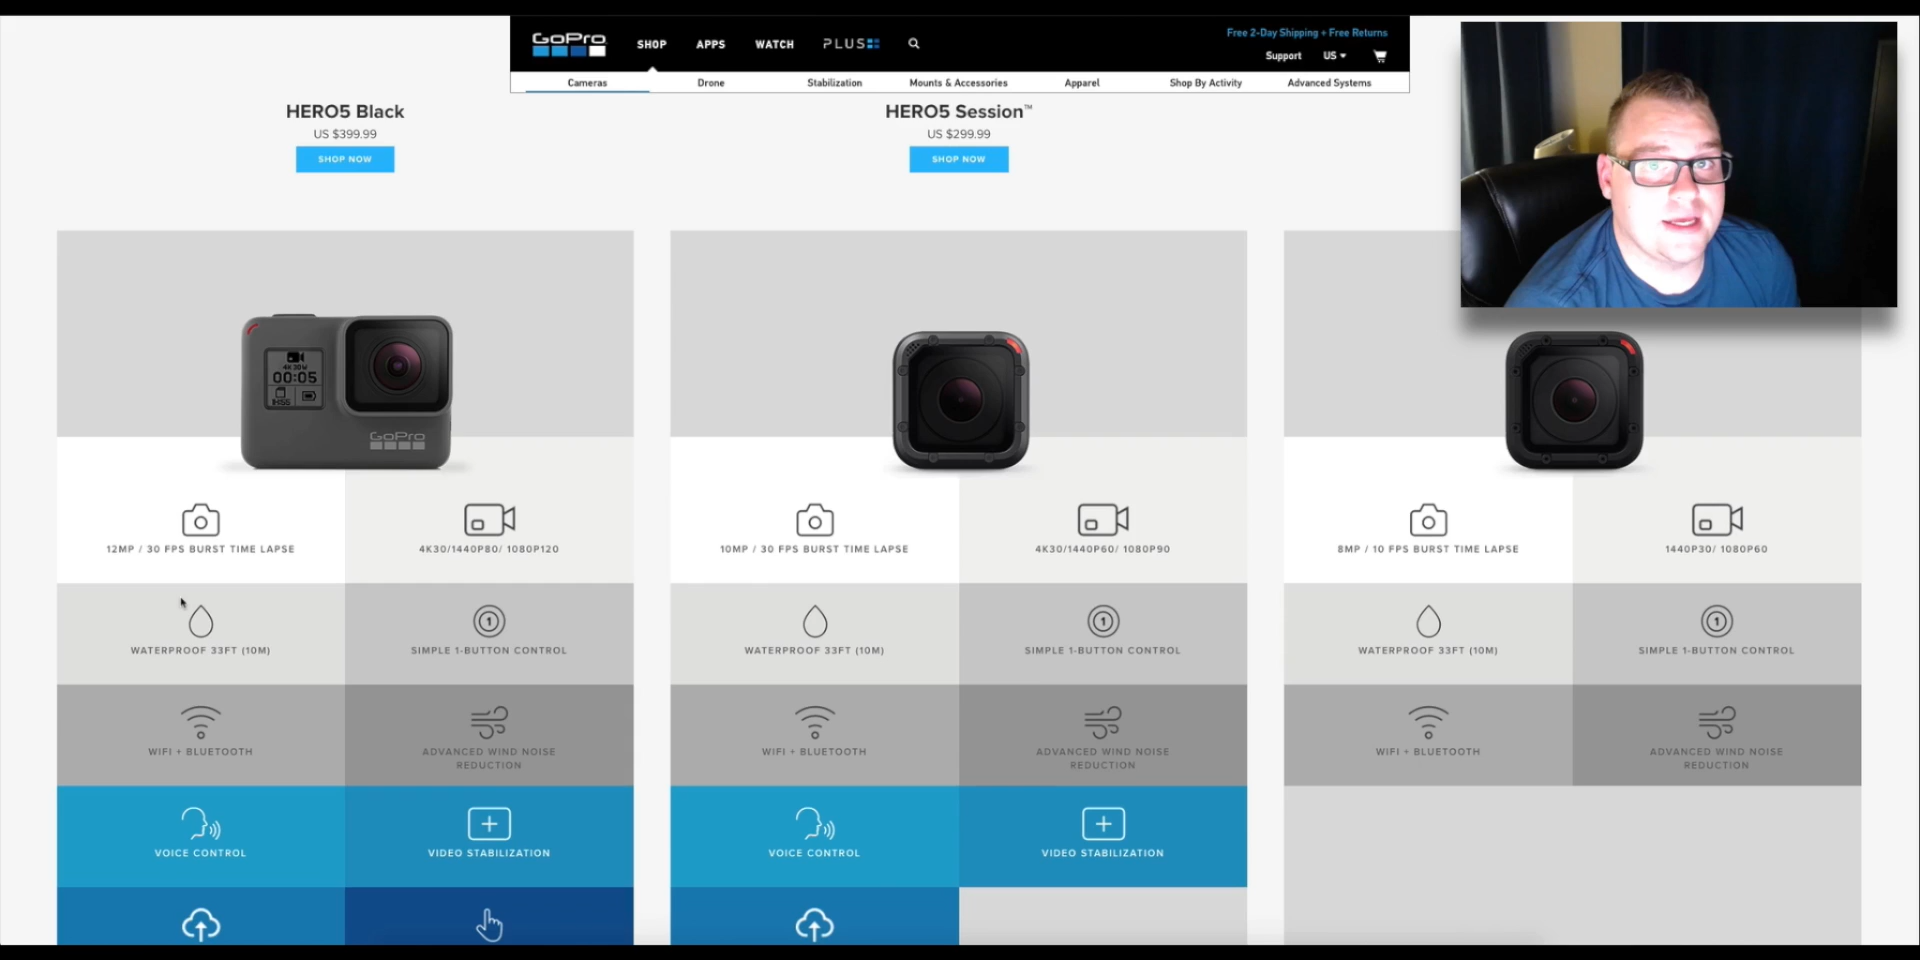 GoPro
SHOP
APPS
WATCH
PLUS
Free 2-Day Shipping + Free Returns
Support
US
Cameras
Drone
Stabilization
Mounts & Accessories
Apparel
Shop By Activity
Advanced Systems
HERO5 Black
US $399.99
SHOP NOW
HERO5 Session™
US $299.99
SHOP NOW
00:05
GoPro
12MP / 30 FPS BURST TIME LAPSE
4K30/1440P80/ 1080P120
10MP / 30 FPS BURST TIME LAPSE
4K30/1440P60/ 1080P90
8MP / 10 FPS BURST TIME LAPSE
1440P30/ 1080P60
WATERPROOF 33FT (10M)
1
SIMPLE 1-BUTTON CONTROL
WATERPROOF 33FT (10M)
1
SIMPLE 1-BUTTON CONTROL
WATERPROOF 33FT (10M)
1
SIMPLE 1-BUTTON CONTROL
WIFI + BLUETOOTH
ADVANCED WIND NOISE
REDUCTION
WIFI + BLUETOOTH
ADVANCED WIND NOISE
REDUCTION
WIFI + BLUETOOTH
ADVANCED WIND NOISE
REDUCTION
VOICE CONTROL
VIDEO STABILIZATION
VOICE CONTROL
VIDEO STABILIZATION